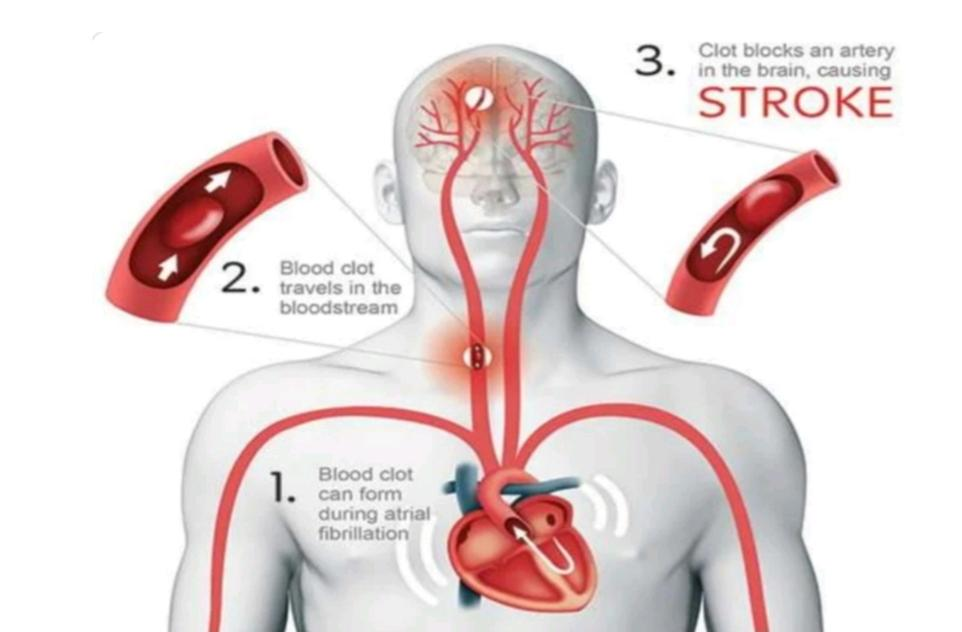 1.
Blood clot
can form
during atrial
fibrillation
2.
Blood clot
travels in the
bloodstream
3.
Clot blocks an artery
in the brain, causing
STROKE